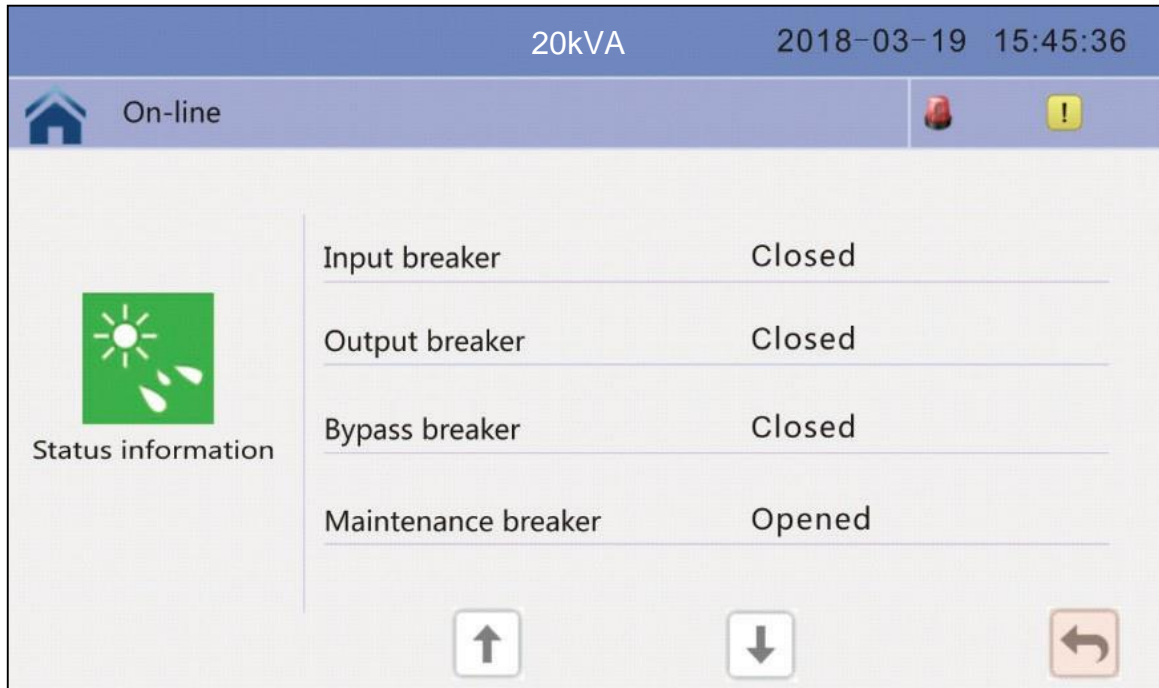 20kVA 2018-03-19 15:45:36
On-line
!
Input breaker Closed
Output breaker Closed
Bypass breaker Closed
Status information
Maintenance breaker Opened